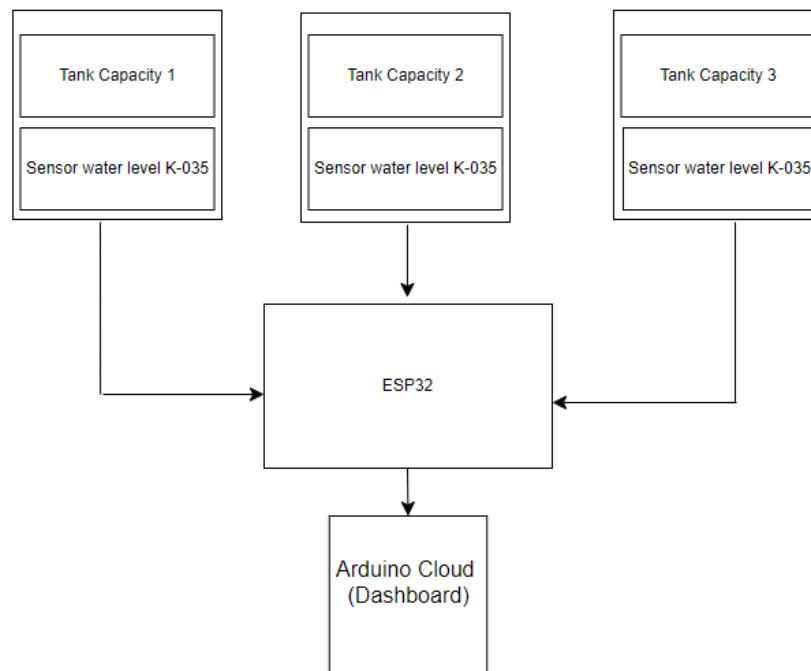 Tank Capacity 1
Tank Capacity 2
Tank Capacity 3
Sensor water level K-035
Sensor water level K-035
Sensor water level K-035
ESP32
Arduino Cloud
(Dashboard)